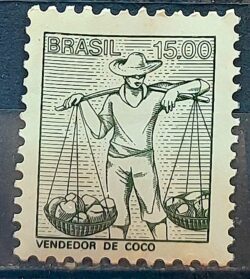 BRASIL 15,00
VENDEDOR DE COCO